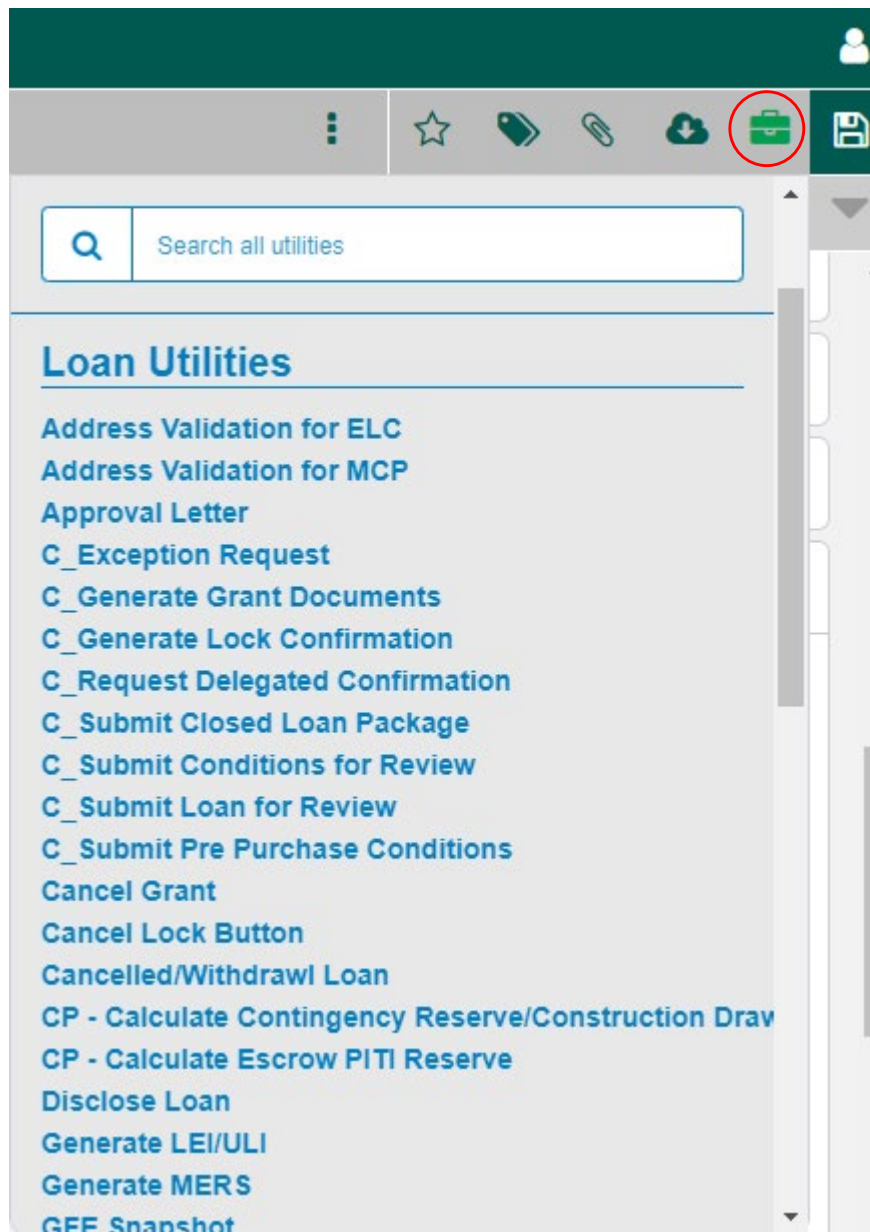 Search all utilities
Loan Utilities
Address Validation for ELC
Address Validation for MCP
Approval Letter
C_Exception Request
C_Generate Grant Documents
C_Generate Lock Confirmation
C_Request Delegated Confirmation
C_Submit Closed Loan Package
C_Submit Conditions for Review
C_Submit Loan for Review
C_Submit Pre Purchase Conditions
Cancel Grant
Cancel Lock Button
Cancelled/Withdrawl Loan
CP - Calculate Contingency Reserve/Construction Draw
CP - Calculate Escrow PITI Reserve
Disclose Loan
Generate LEI/ULI
Generate MERS
GFE Snapshot